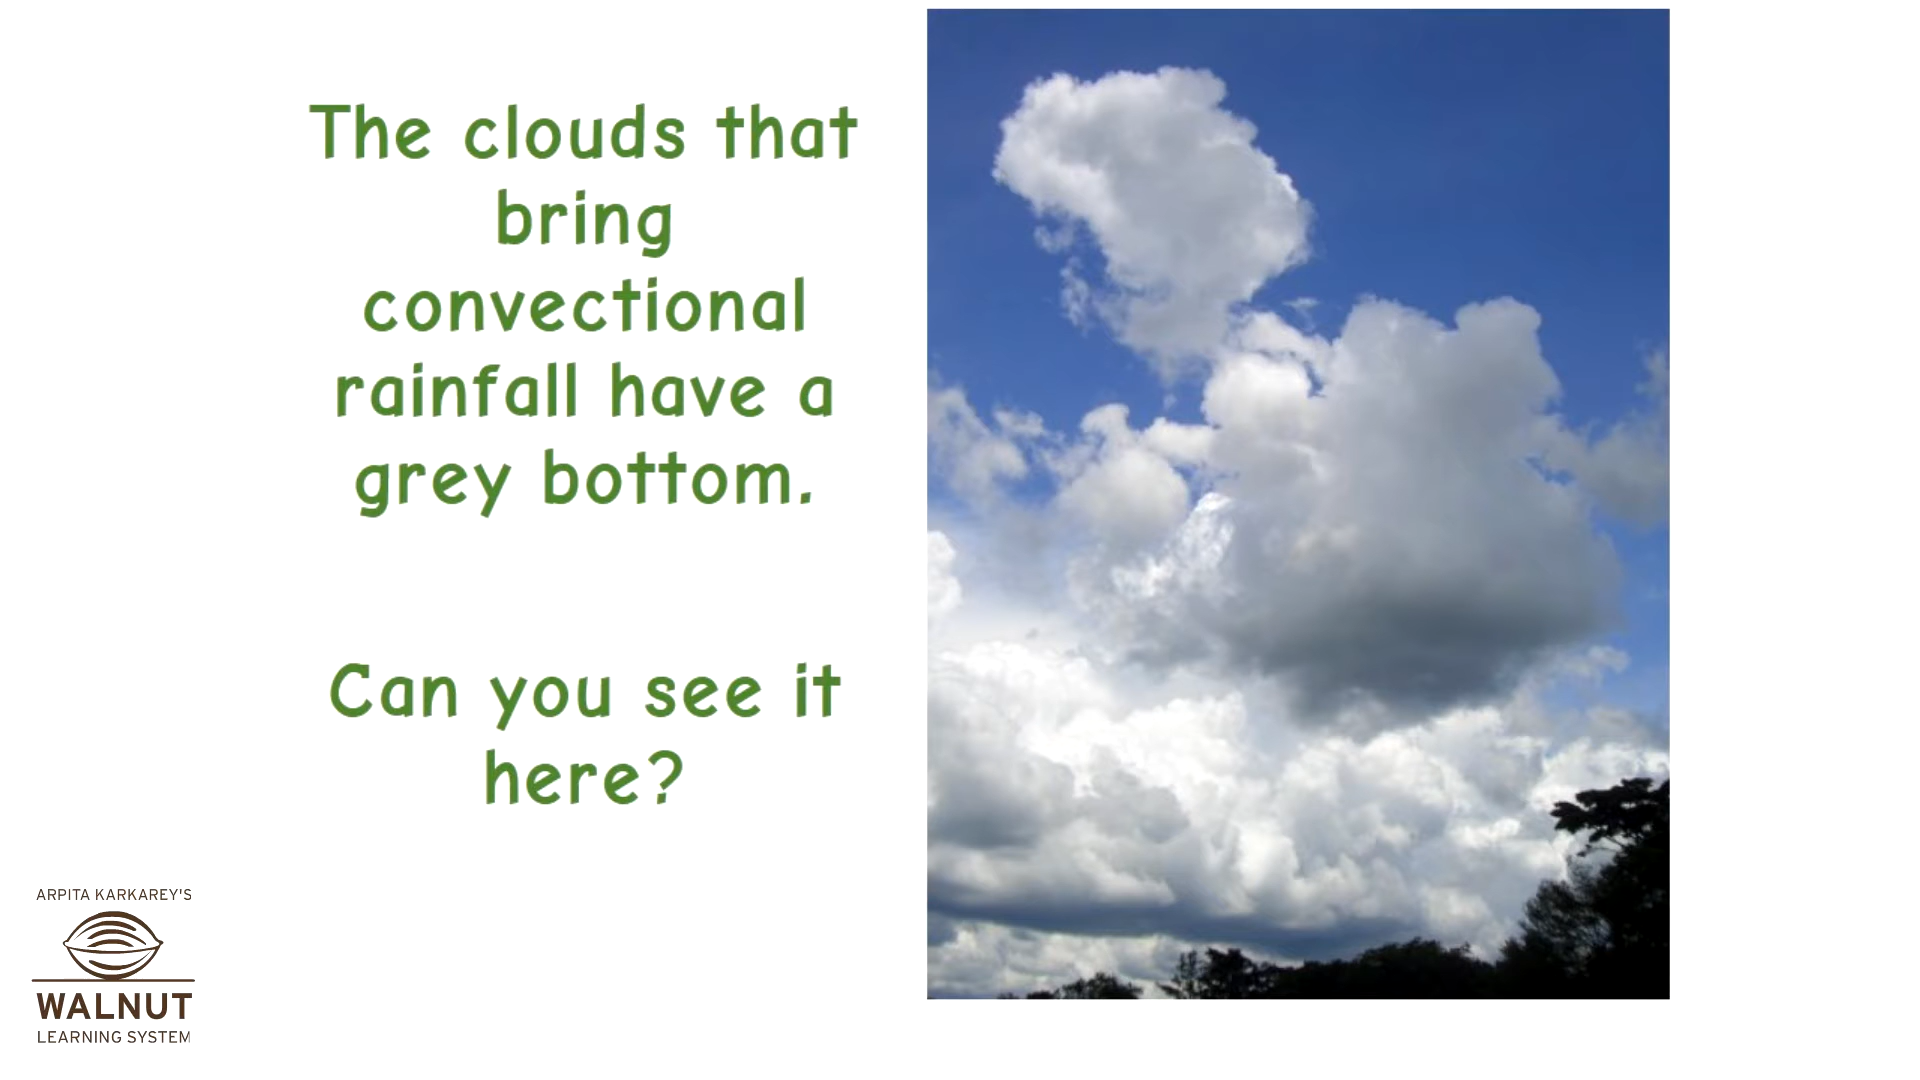 The clouds that
bring
convectional
rainfall have a
grey bottom.
Can you see it
here?
ARPITA KARKAREY'S
WALNUT
LEARNING SYSTEM